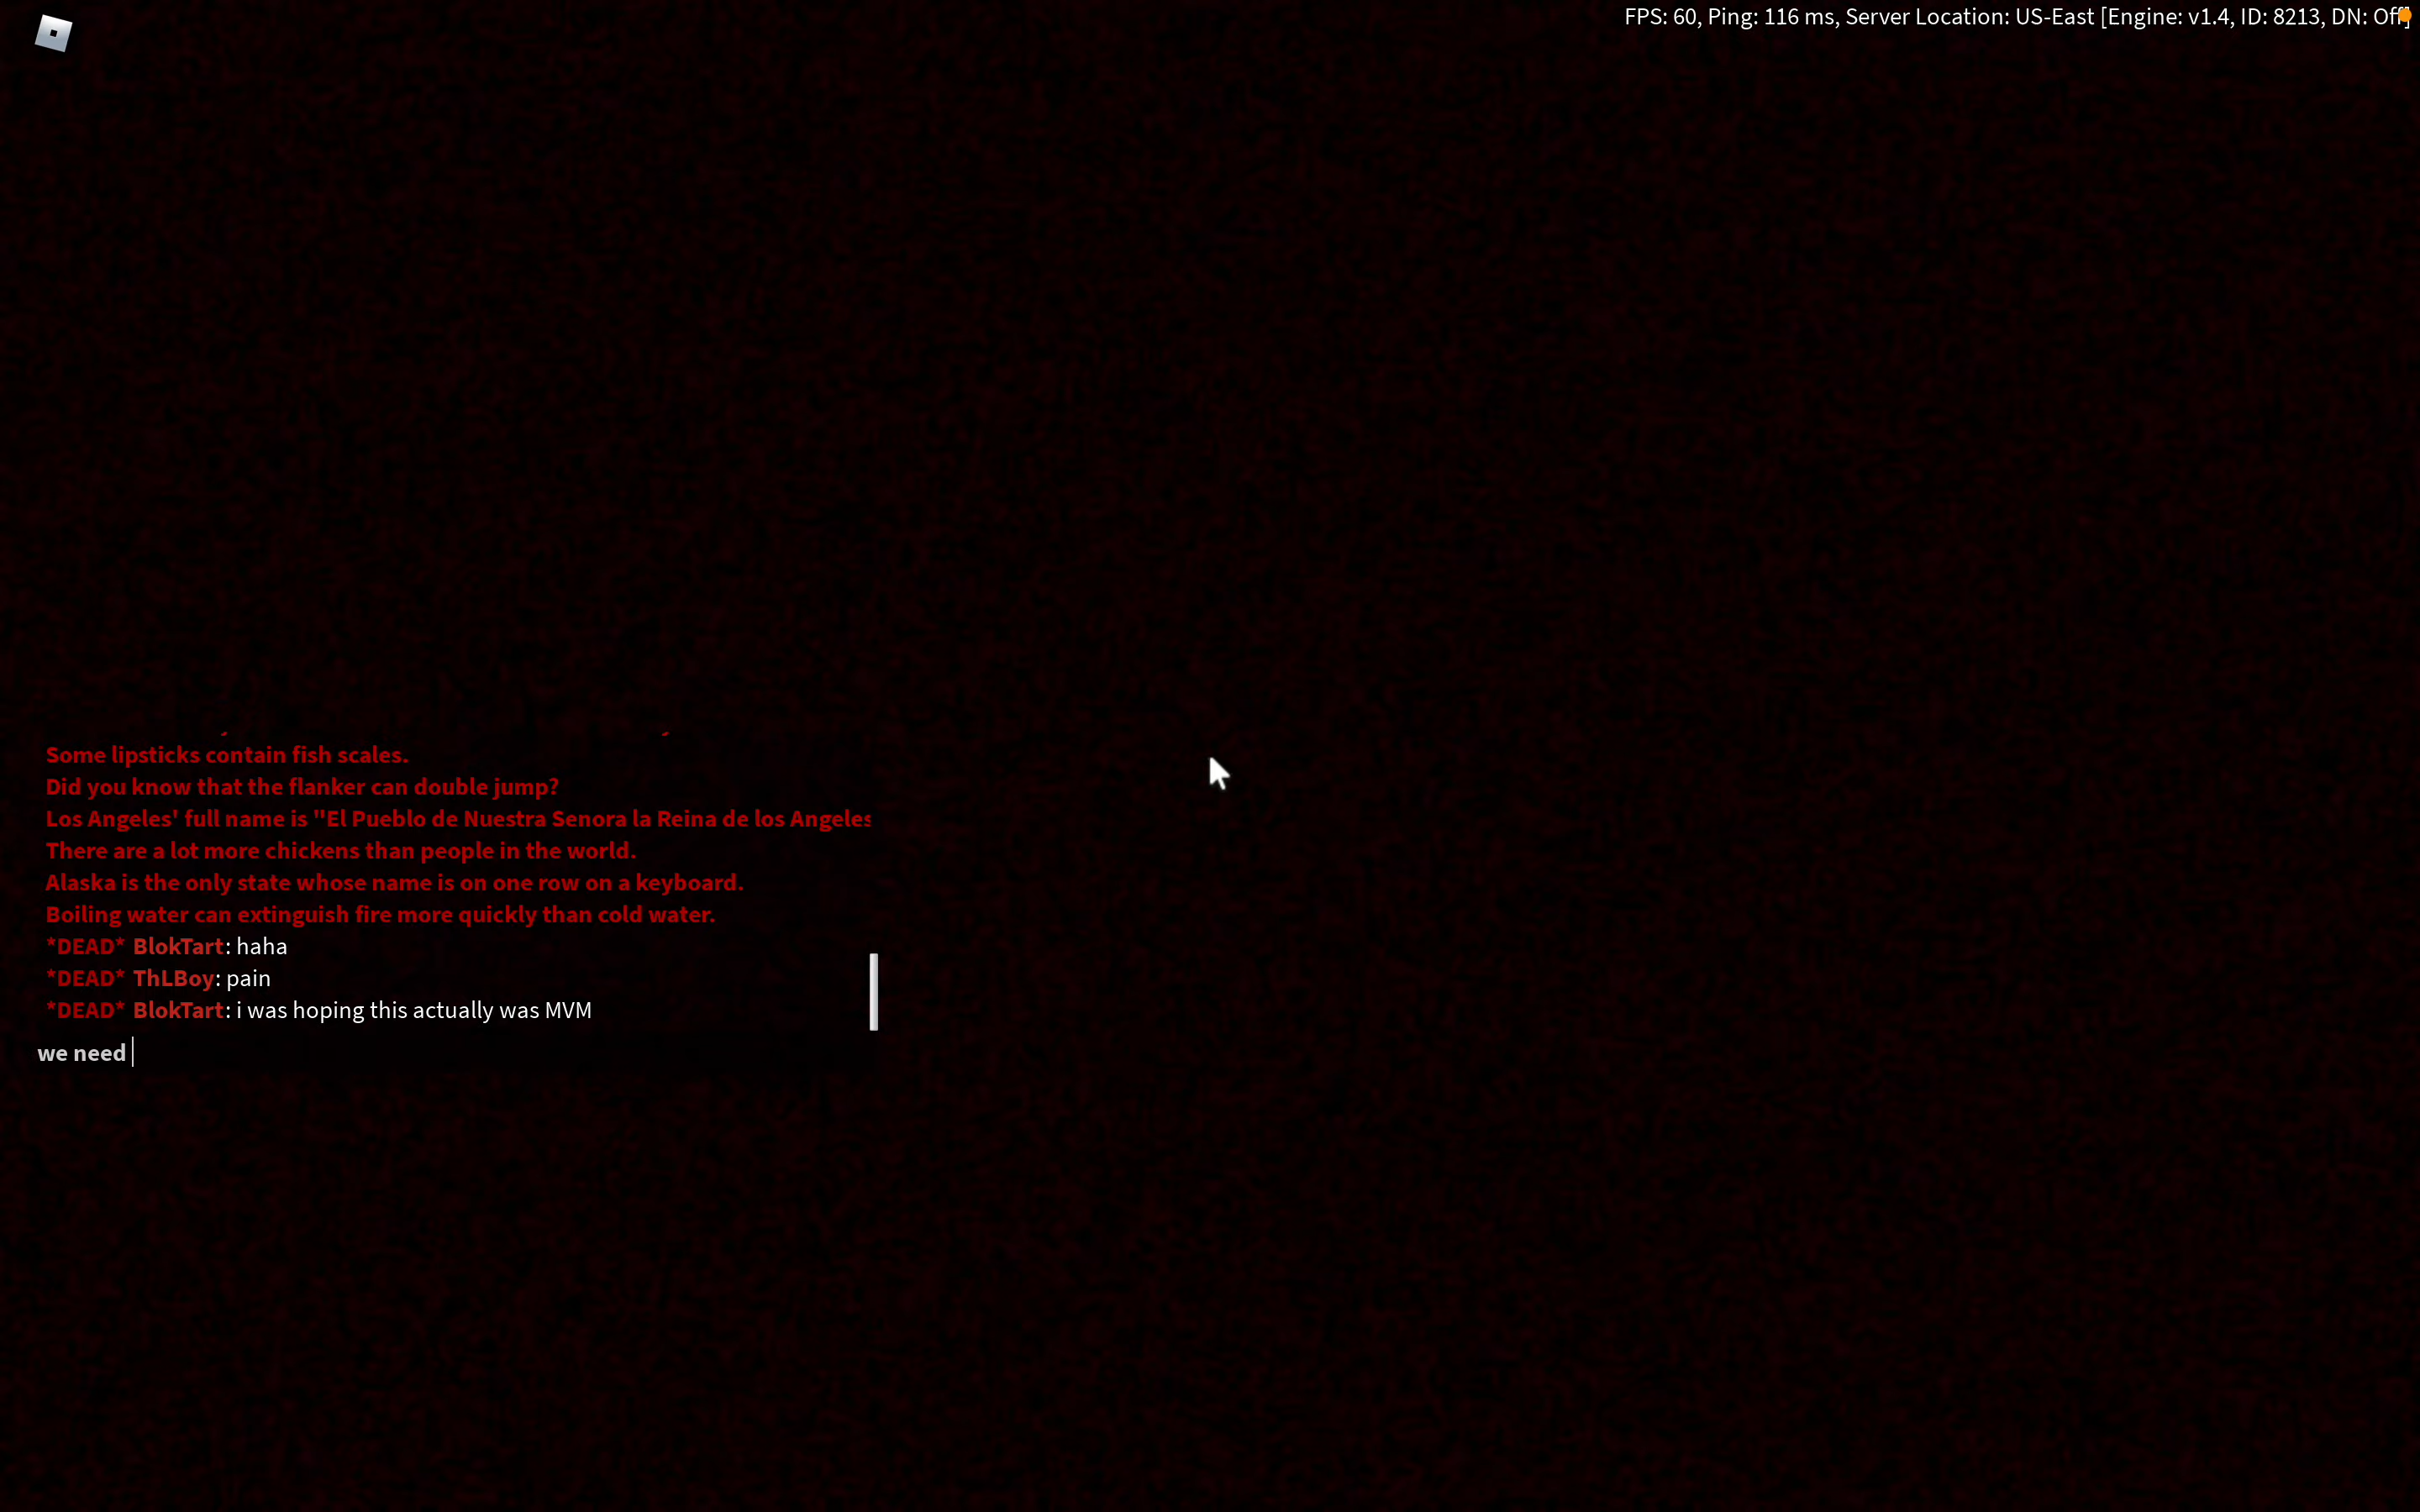 FPS: 60, Ping: 116 ms, Server Location: US-East [Engine: v1.4, ID: 8213, DN: Off]
Some lipsticks contain fish scales.
Did you know that the flanker can double jump?
Los Angeles' full name is "El Pueblo de Nuestra Senora la Reina de los Angeles
There are a lot more chickens than people in the world.
Alaska is the only state whose name is on one row on a keyboard.
Boiling water can extinguish fire more quickly than cold water.
*DEAD* BlokTart: haha
*DEAD* ThLBoy: pain
*DEAD* BlokTart: i was hoping this actually was MVM
we need